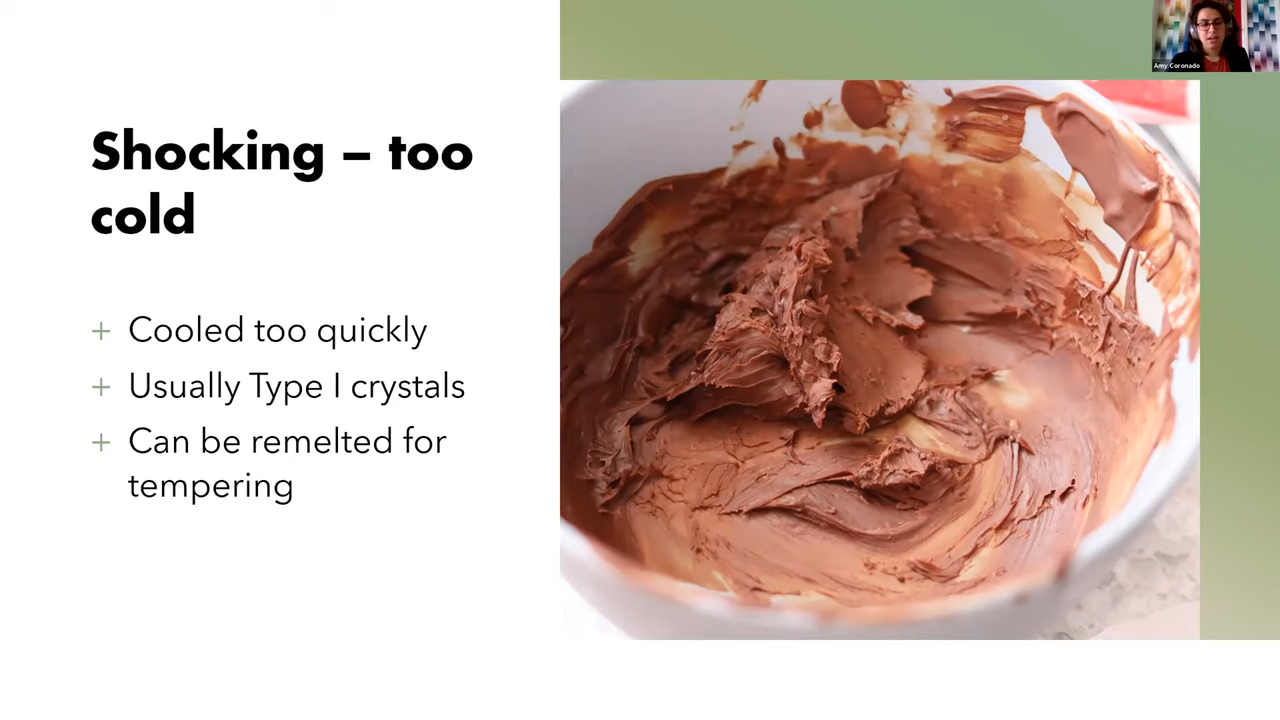 Amy Coronado
Shocking – too
cold
+ Cooled too quickly
+ Usually Type I crystals
+ Can be remelted for
tempering